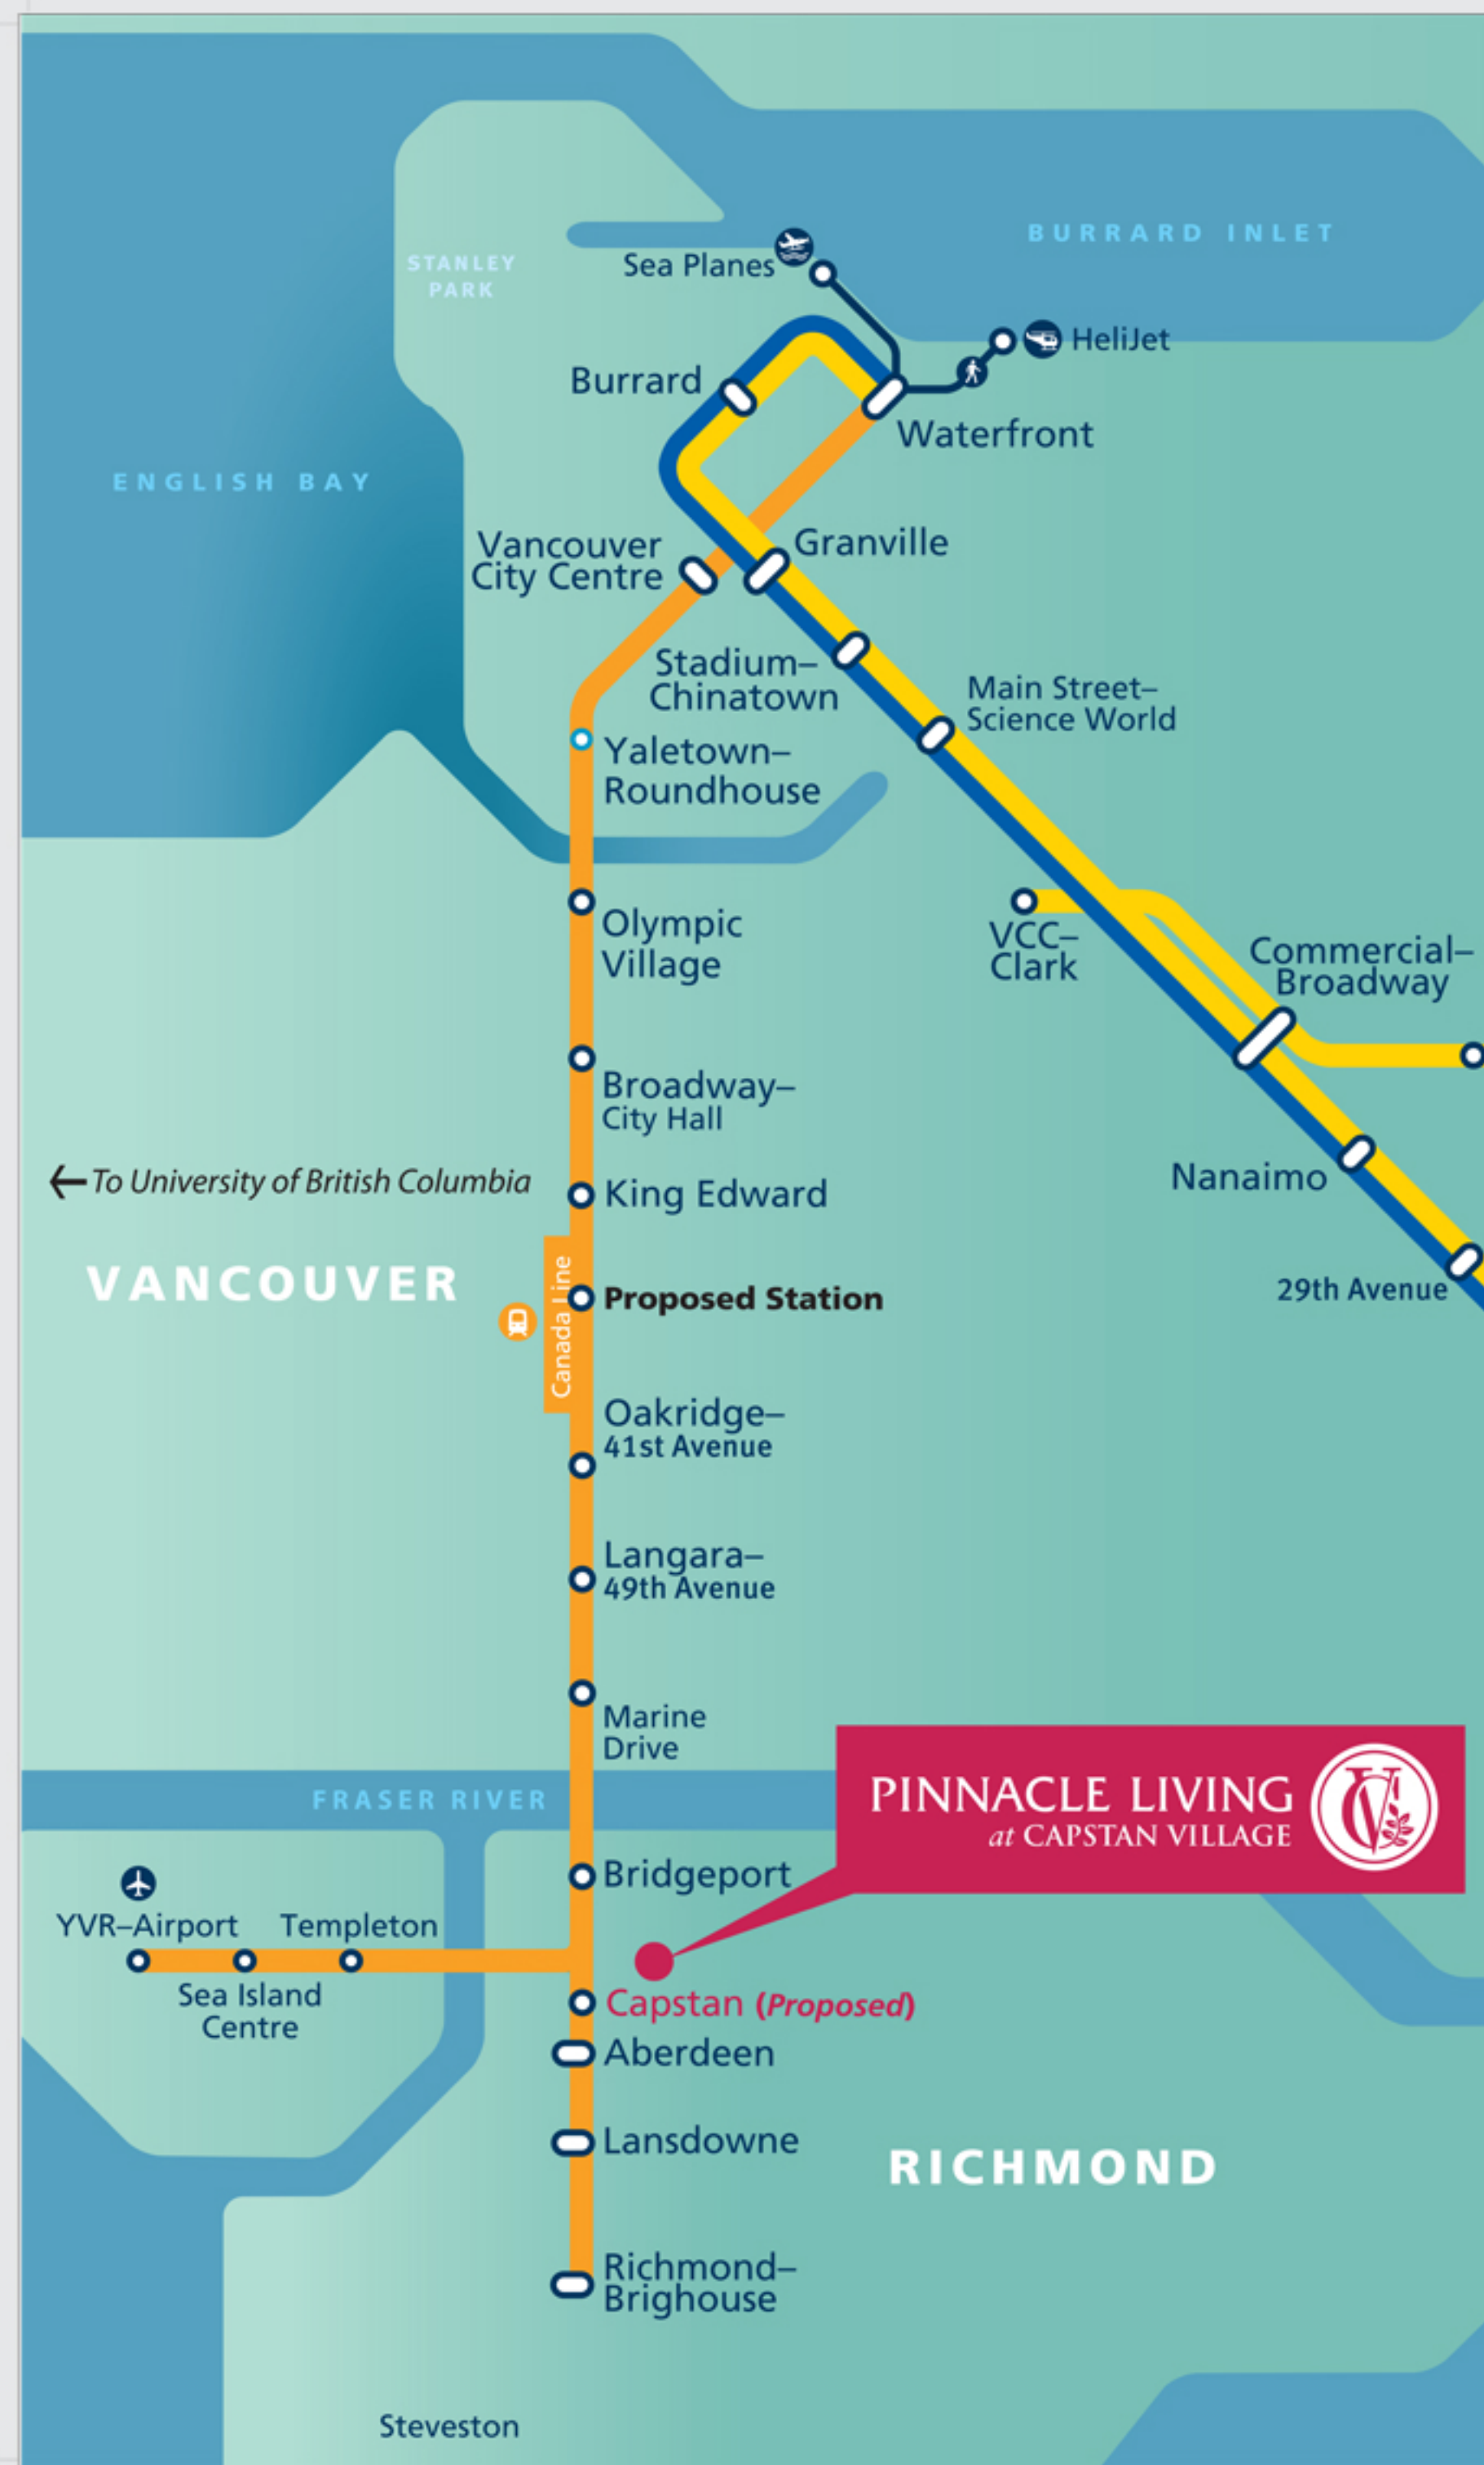 BURRARD INLET
STANLEY
PARK
Sea Planes
HeliJet
Burrard
Waterfront
ENGLISH BAY
Vancouver
City Centre
Granville
Stadium–
Chinatown
Main Street–
Science World
Yaletown–
Roundhouse
Olympic
Village
VCC–
Clark
Commercial–
Broadway
Broadway–
City Hall
←To University of British Columbia
King Edward
Nanaimo
VANCOUVER
Canada Line
Proposed Station
29th Avenue
Oakridge–
41st Avenue
Langara–
49th Avenue
Marine
Drive
FRASER RIVER
PINNACLE LIVING
at CAPSTAN VILLAGE
CV
Bridgeport
YVR–Airport
Templeton
Sea Island
Centre
Capstan (Proposed)
Aberdeen
Lansdowne
RICHMOND
Richmond–
Brighouse
Steveston